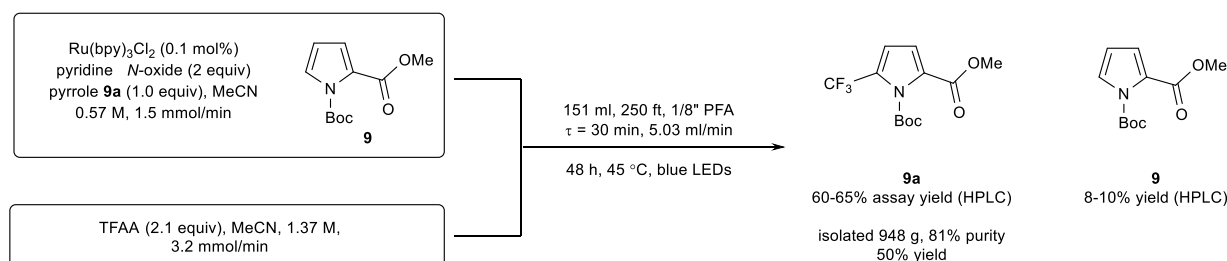 Ru(bpy)3Cl2 (0.1 mol%)
pyridine N-oxide (2 equiv)
pyrrole 9a (1.0 equiv), MeCN
0.57 M, 1.5 mmol/min
OMe
O
N
Boc
9
TFAA (2.1 equiv), MeCN, 1.37 M,
3.2 mmol/min
151 ml, 250 ft, 1/8" PFA
τ = 30 min, 5.03 ml/min
48 h, 45 °C, blue LEDs
CF3
N
OMe
O
Boc
9a
60-65% assay yield (HPLC)
isolated 948 g, 81% purity
50% yield
OMe
N
O
Boc
9
8-10% yield (HPLC)